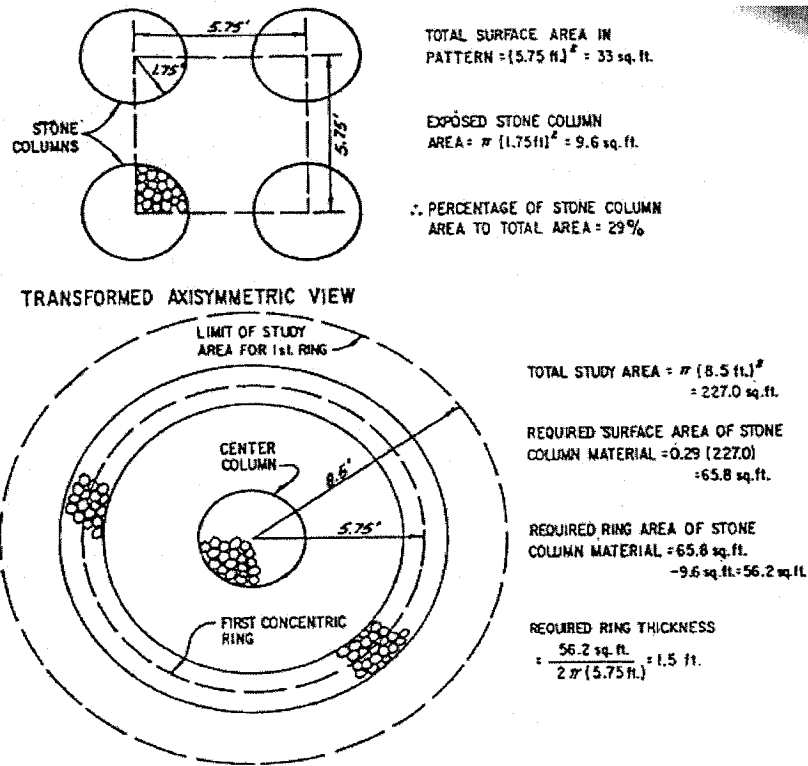 5.75'
1.75'
5.75'
STONE
COLUMNS
TOTAL SURFACE AREA IN
PATTERN = (5.75 ft.)² = 33 sq. ft.
EXPOSED STONE COLUMN
AREA = π (1.75ft)² = 9.6 sq. ft.
∴ PERCENTAGE OF STONE COLUMN
AREA TO TOTAL AREA = 29%
TRANSFORMED AXISYMMETRIC VIEW
LIMIT OF STUDY
AREA FOR 1st. RING
CENTER
COLUMN
8.5'
5.75'
FIRST CONCENTRIC
RING
TOTAL STUDY AREA = π (8.5 ft.)²
= 227.0 sq. ft.
REQUIRED SURFACE AREA OF STONE
COLUMN MATERIAL = 0.29 (227.0)
= 65.8 sq. ft.
REQUIRED RING AREA OF STONE
COLUMN MATERIAL = 65.8 sq. ft.
-9.6 sq. ft. = 56.2 sq. ft.
REQUIRED RING THICKNESS
= 56.2 sq. ft. / 2 π (5.75 ft.) = 1.5 ft.